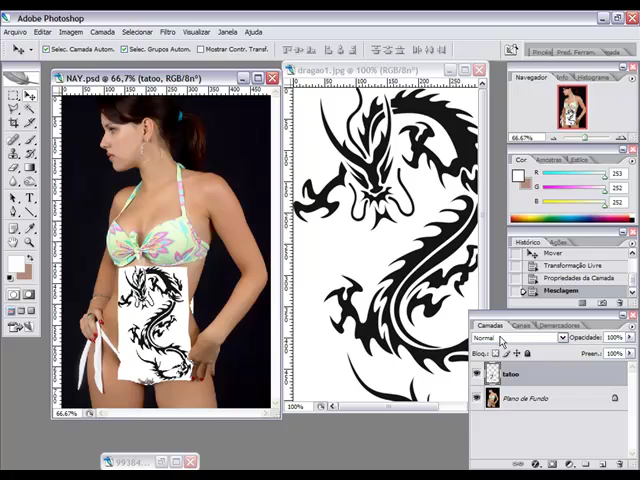 Adobe Photoshop
Arquivo Editar Imagem Camada Selecionar Filtro Visualizar Janela Ajuda
Selec. Camada Autom. Selec. Grupos Autom. Mostrar Contr. Transf.
Pincéis Pred. Ferram.
NAY.psd @ 66,7% (tatoo, RGB/8n°)
dragao1.jpg @ 100% (RGB/8n°)
Navegador Info Histograma
66.67%
Cor Amostras Estilos
R 253
G 252
B 252
Histórico Ações
Mover
Transformação Livre
Propriedades da Camada
Mesclagem
Camadas Canais Demarcadores
Normal Opacidade: 100%
Bloq.: Preen.: 100%
tatoo
Plano de Fundo
66.67%
100%
99384...